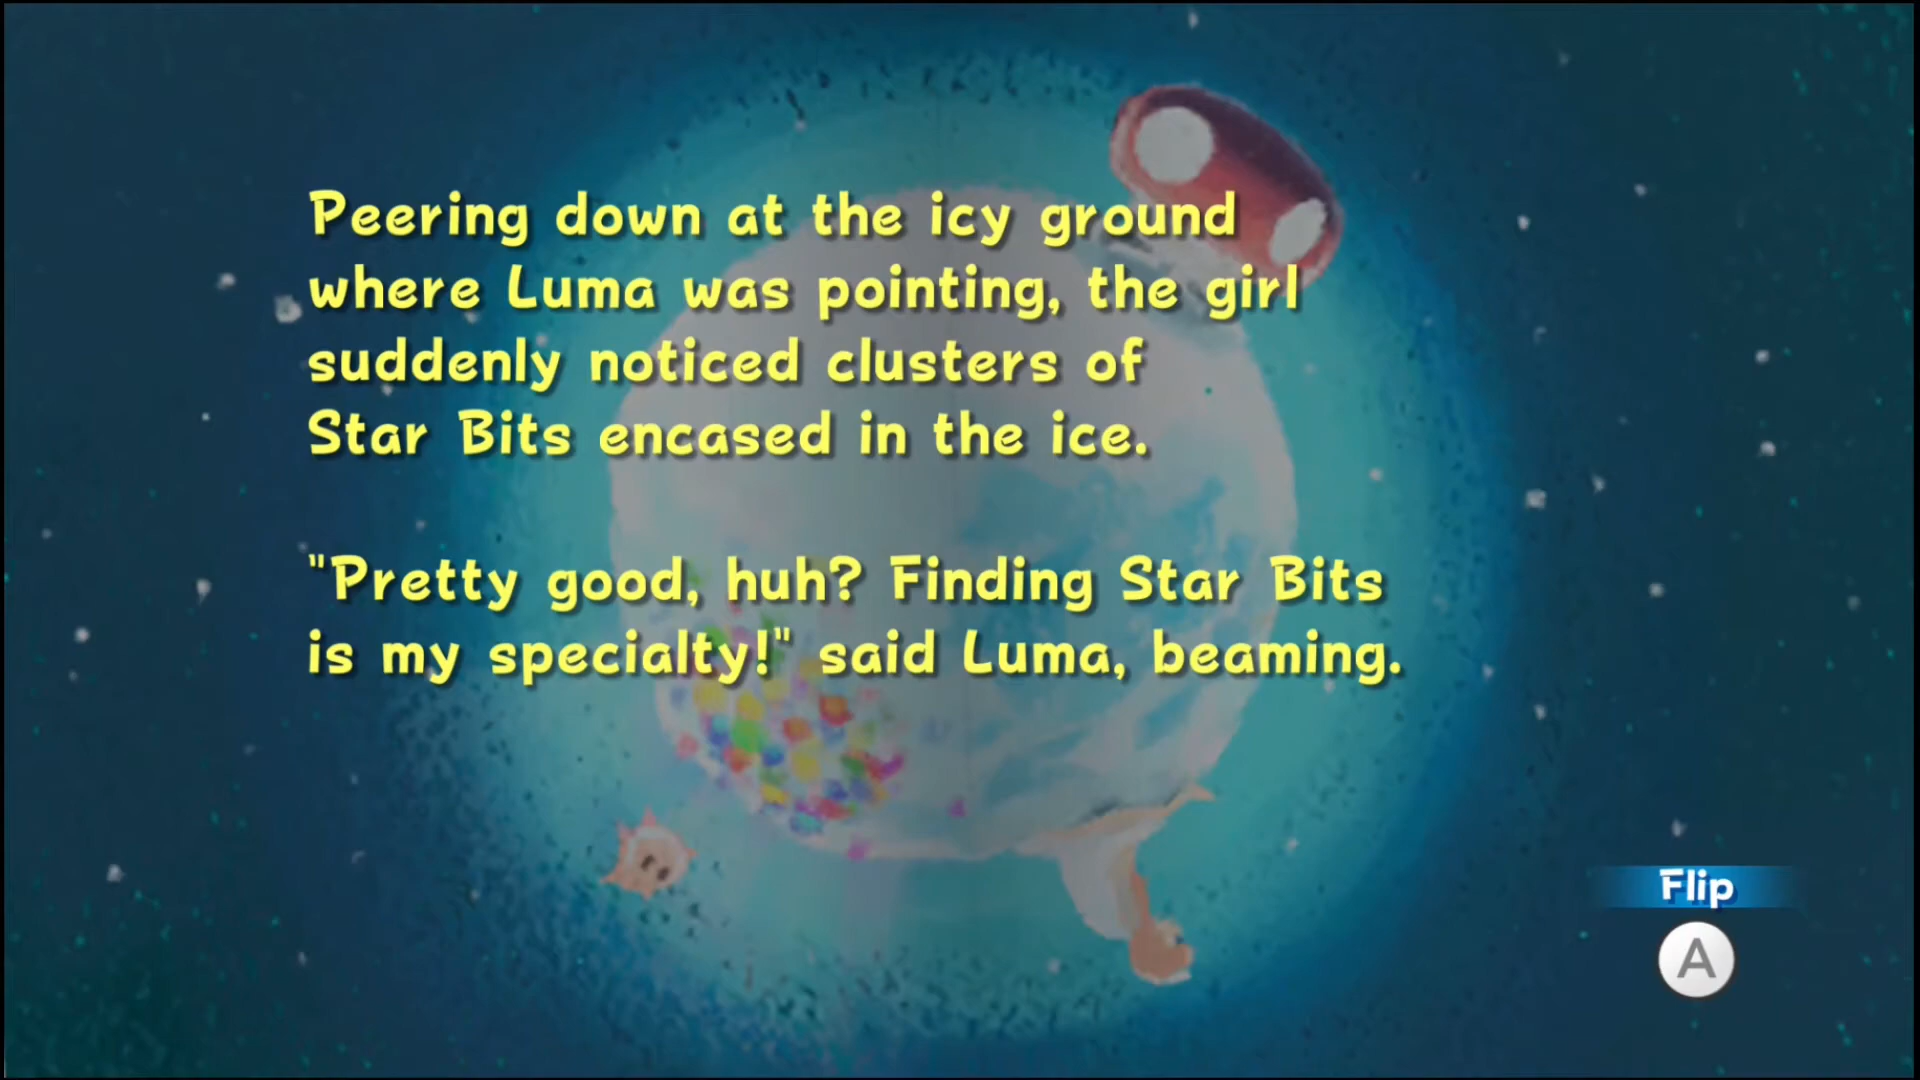 Peering down at the icy ground
where Luma was pointing, the girl
suddenly noticed clusters of
Star Bits encased in the ice.
"Pretty good, huh? Finding Star Bits
is my specialty!" said Luma, beaming.
Flip
A